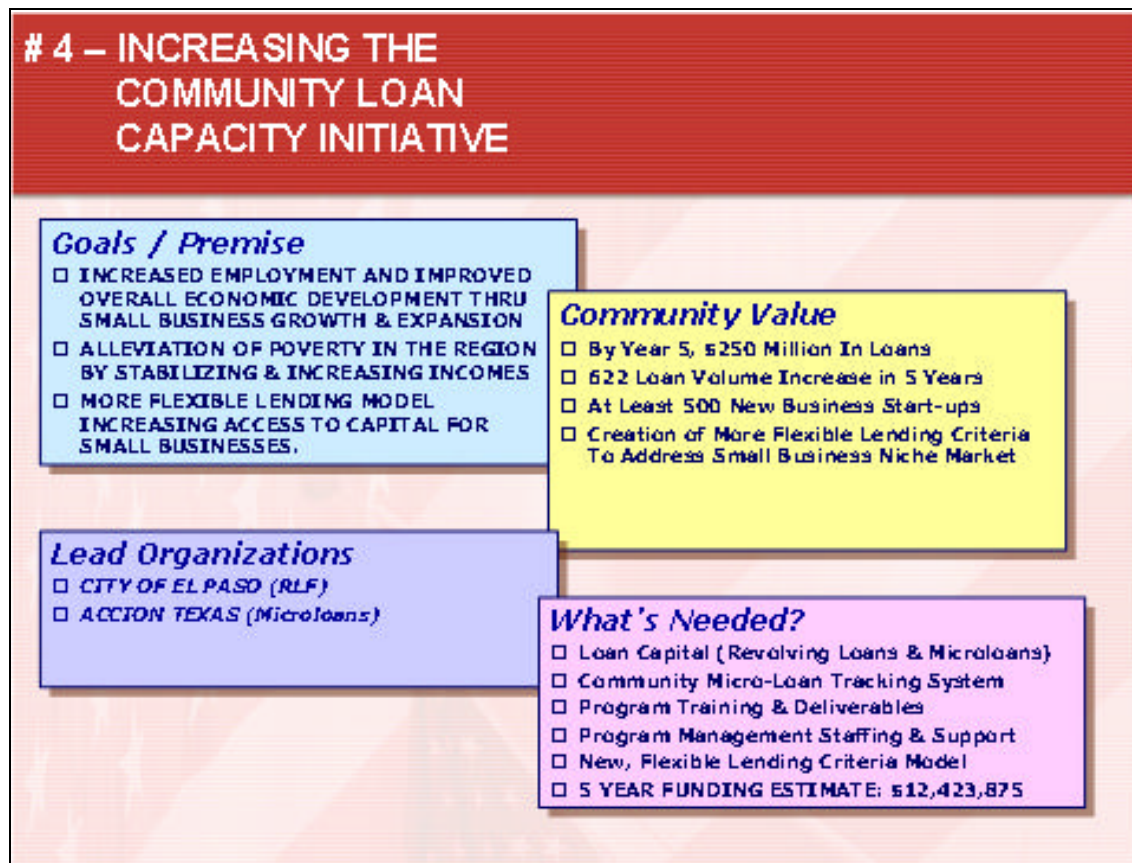 # 4 – INCREASING THE
COMMUNITY LOAN
CAPACITY INITIATIVE
Goals / Premise
INCREASED EMPLOYMENT AND IMPROVED
OVERALL ECONOMIC DEVELOPMENT THRU
SMALL BUSINESS GROWTH & EXPANSION
ALLEVIATION OF POVERTY IN THE REGION
BY STABILIZING & INCREASING INCOMES
MORE FLEXIBLE LENDING MODEL
INCREASING ACCESS TO CAPITAL FOR
SMALL BUSINESSES.
Community Value
By Year 5, $250 Million In Loans
622 Loan Volume Increase in 5 Years
At Least 500 New Business Start-ups
Creation of More Flexible Lending Criteria
To Address Small Business Niche Market
Lead Organizations
CITY OF EL PASO (RLF)
ACCION TEXAS (Microloans)
What's Needed?
Loan Capital (Revolving Loans & Microloans)
Community Micro-Loan Tracking System
Program Training & Deliverables
Program Management Staffing & Support
New, Flexible Lending Criteria Model
5 YEAR FUNDING ESTIMATE: $12,423,875